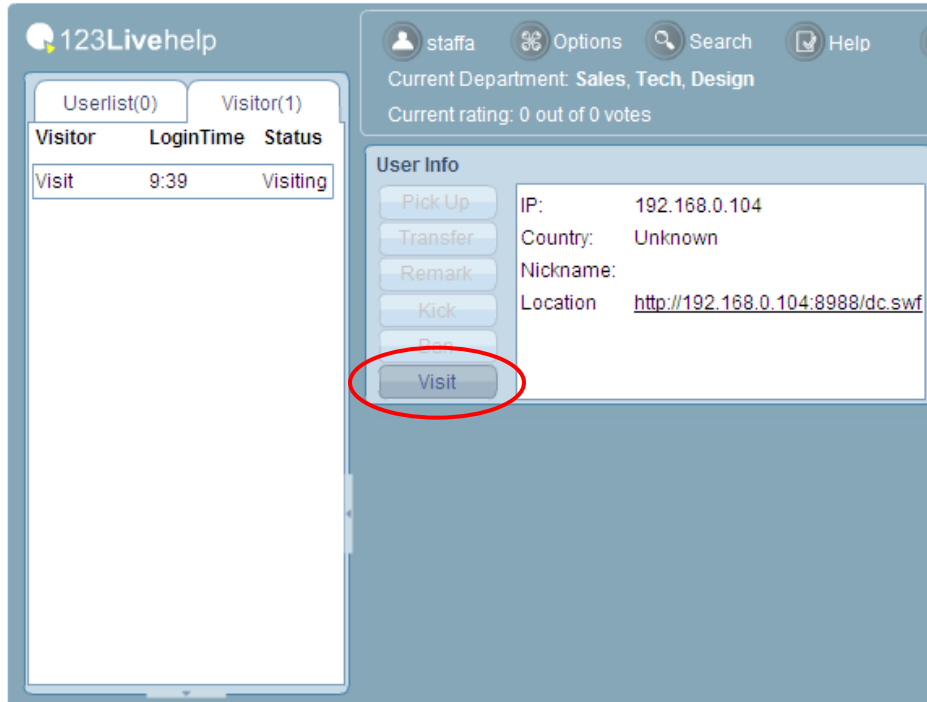 123Livehelp
staffa Options Search Help
Current Department: Sales, Tech, Design
Current rating: 0 out of 0 votes
Userlist(0) Visitor(1)
Visitor LoginTime Status
Visit 9:39 Visiting
User Info
Pick Up
Transfer
Remark
Kick
Ban
Visit
IP: 192.168.0.104
Country: Unknown
Nickname:
Location http://192.168.0.104:8988/dc.swf